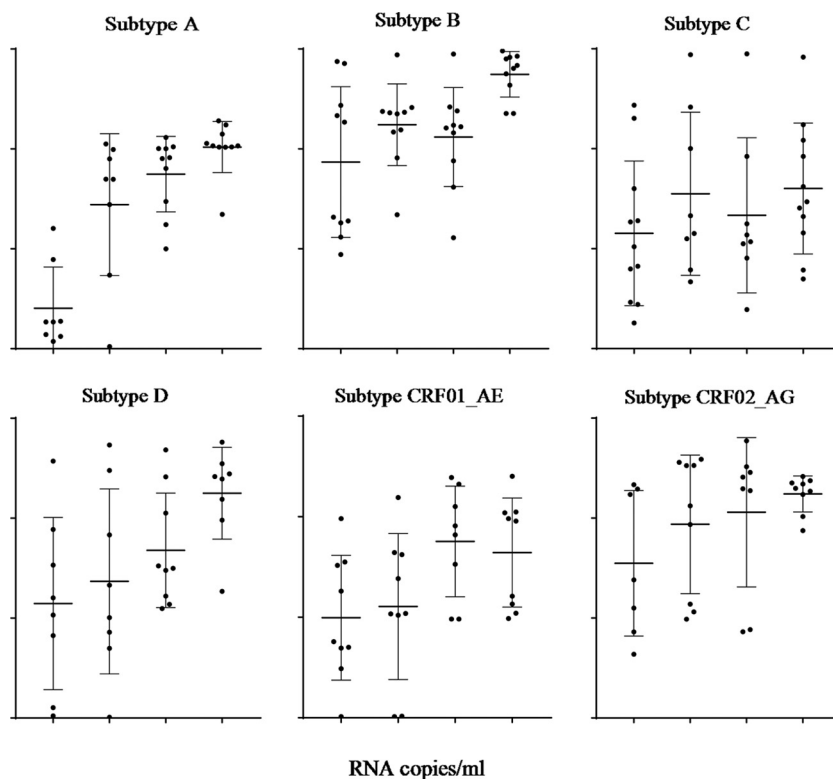 Subtype A
Subtype B
Subtype C
Subtype D
Subtype CRF01_AE
Subtype CRF02_AG
RNA copies/ml